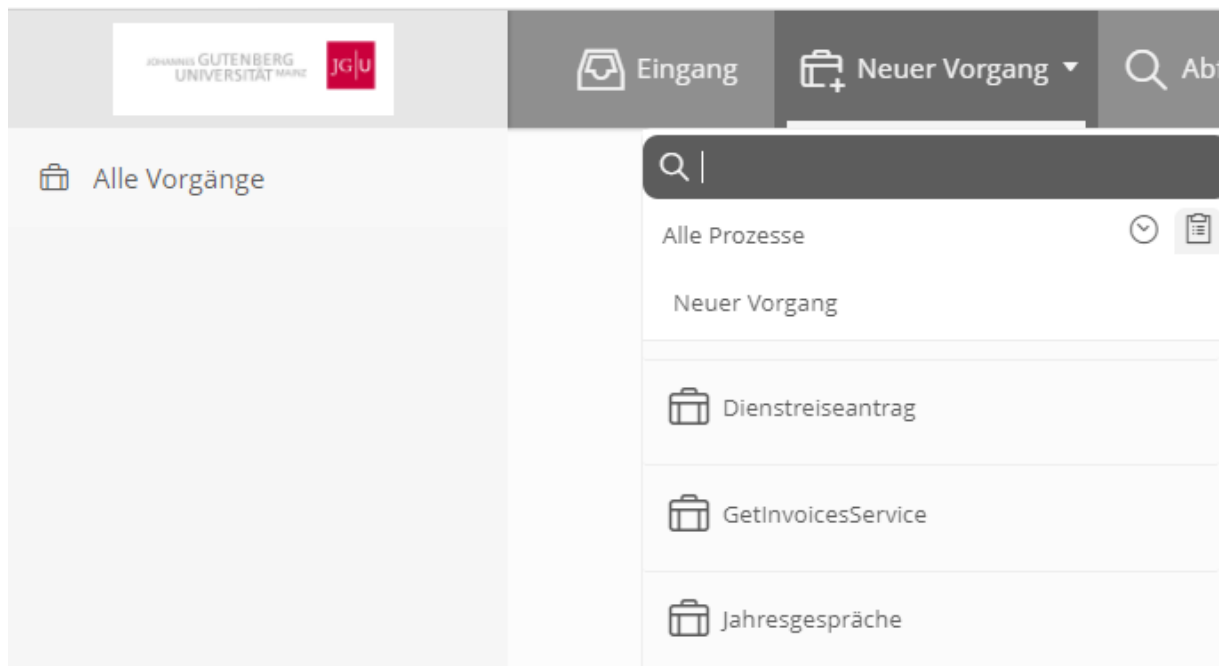 JOHANNES GUTENBERG
UNIVERSITÄT MAINZ
JG|U
Eingang
Neuer Vorgang
Alle Vorgänge
Alle Prozesse
Neuer Vorgang
Dienstreiseantrag
GetInvoicesService
Jahresgespräche